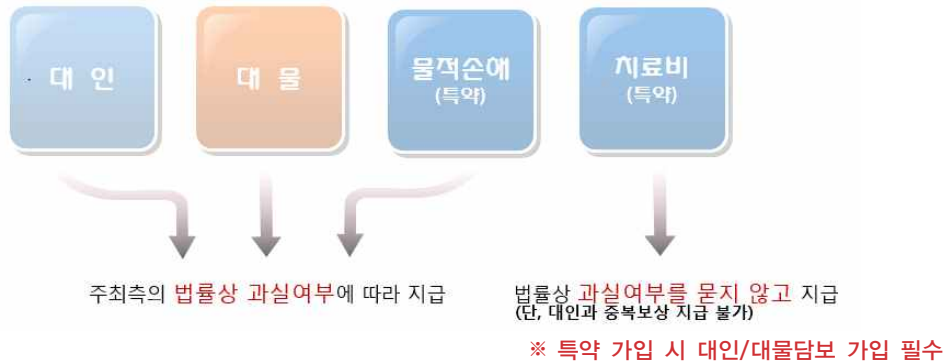 대 인
대 물
물적손해
(특약)
치료비
(특약)
주최측의 법률상 과실여부에 따라 지급
법률상 과실여부를 묻지 않고 지급
(단, 대인과 중복보상 지급 불가)
※ 특약 가입 시 대인/대물담보 가입 필수